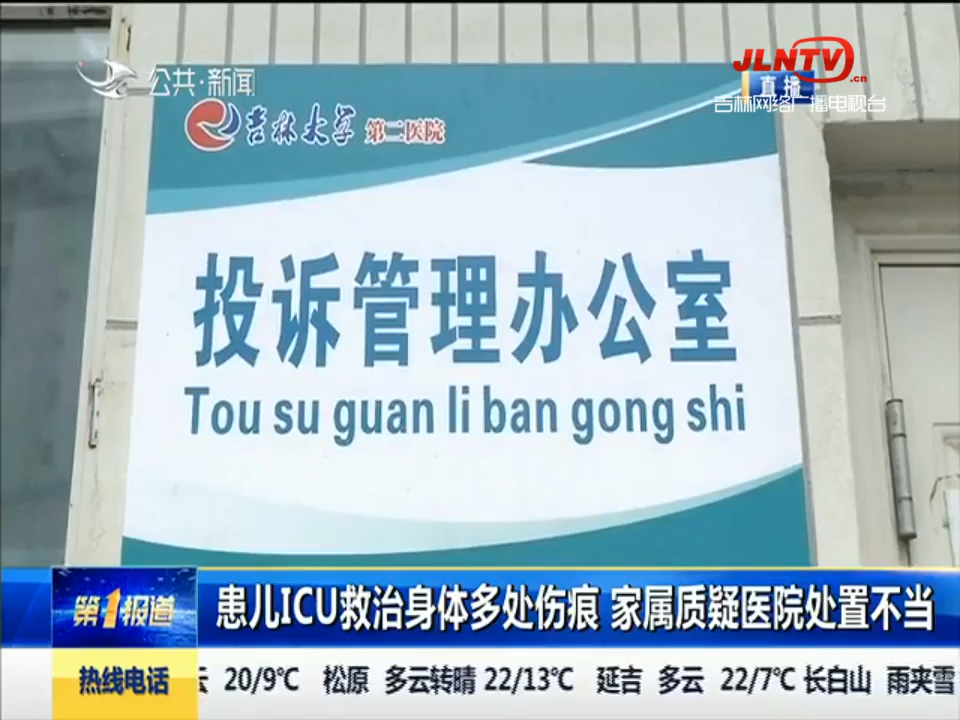 公共·新闻
JLNTV.cn
直播
吉林网络广播电视台
吉林大学 第二医院
投诉管理办公室
Tou su guan li ban gong shi
第1报道
患儿ICU救治身体多处伤痕 家属质疑医院处置不当
热线电话
20/9℃ 松原 多云转晴 22/13℃ 延吉 多云 22/7℃ 长白山 雨夹雪